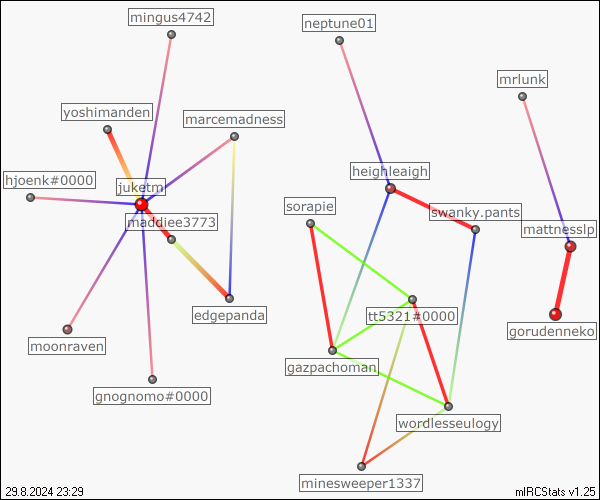 mingus4742
neptune01
mrlunk
yoshimanden
marcemadness
heighleaigh
hjoenk#0000
juketm
sorapie
swanky.pants
maddiee3773
mattnesslp
edgepanda
tt5321#0000
gorudenneko
moonraven
gazpachoman
gnognomo#0000
wordlesseulogy
minesweeper1337
29.8.2024 23:29
mIRCStats v1.25